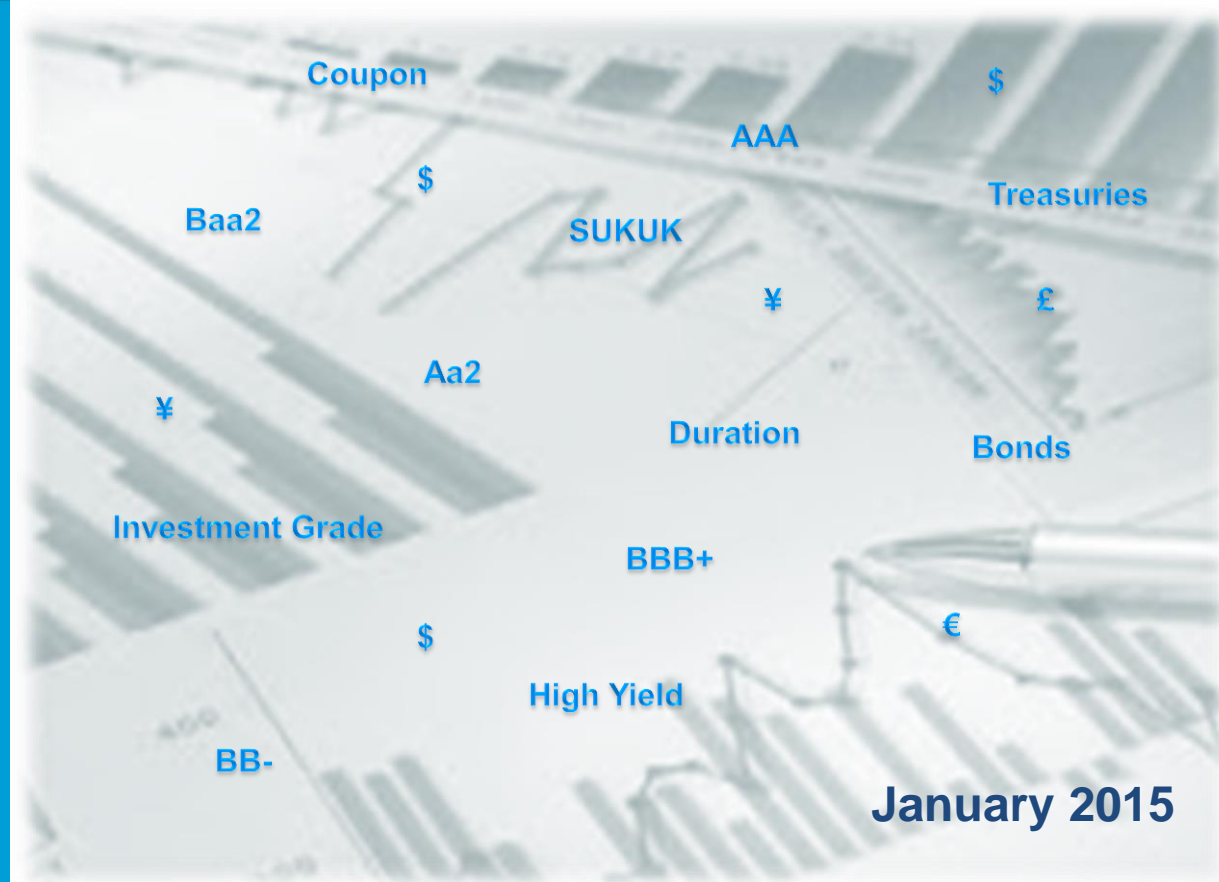 Coupon
$
AAA
$
Treasuries
Baa2
SUKUK
¥
£
Aa2
¥
Duration
Bonds
Investment Grade
BBB+
$
€
High Yield
BB-
January 2015